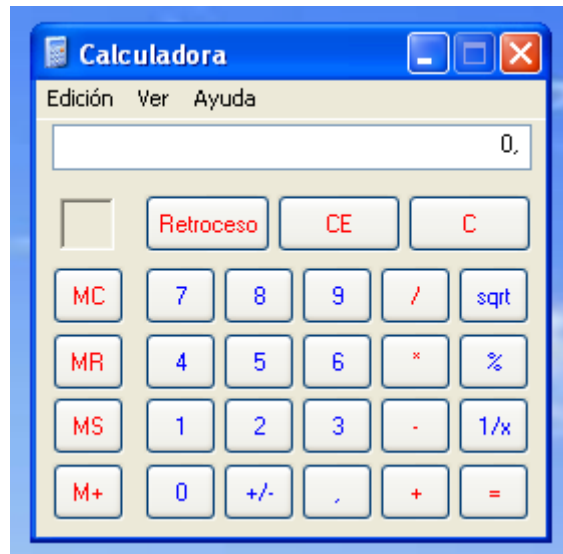 Calculadora
Edición Ver Ayuda
0,
Retroceso CE C
MC 7 8 9 / sqrt
MR 4 5 6 * %
MS 1 2 3 - 1/x
M+ 0 +/- , + =